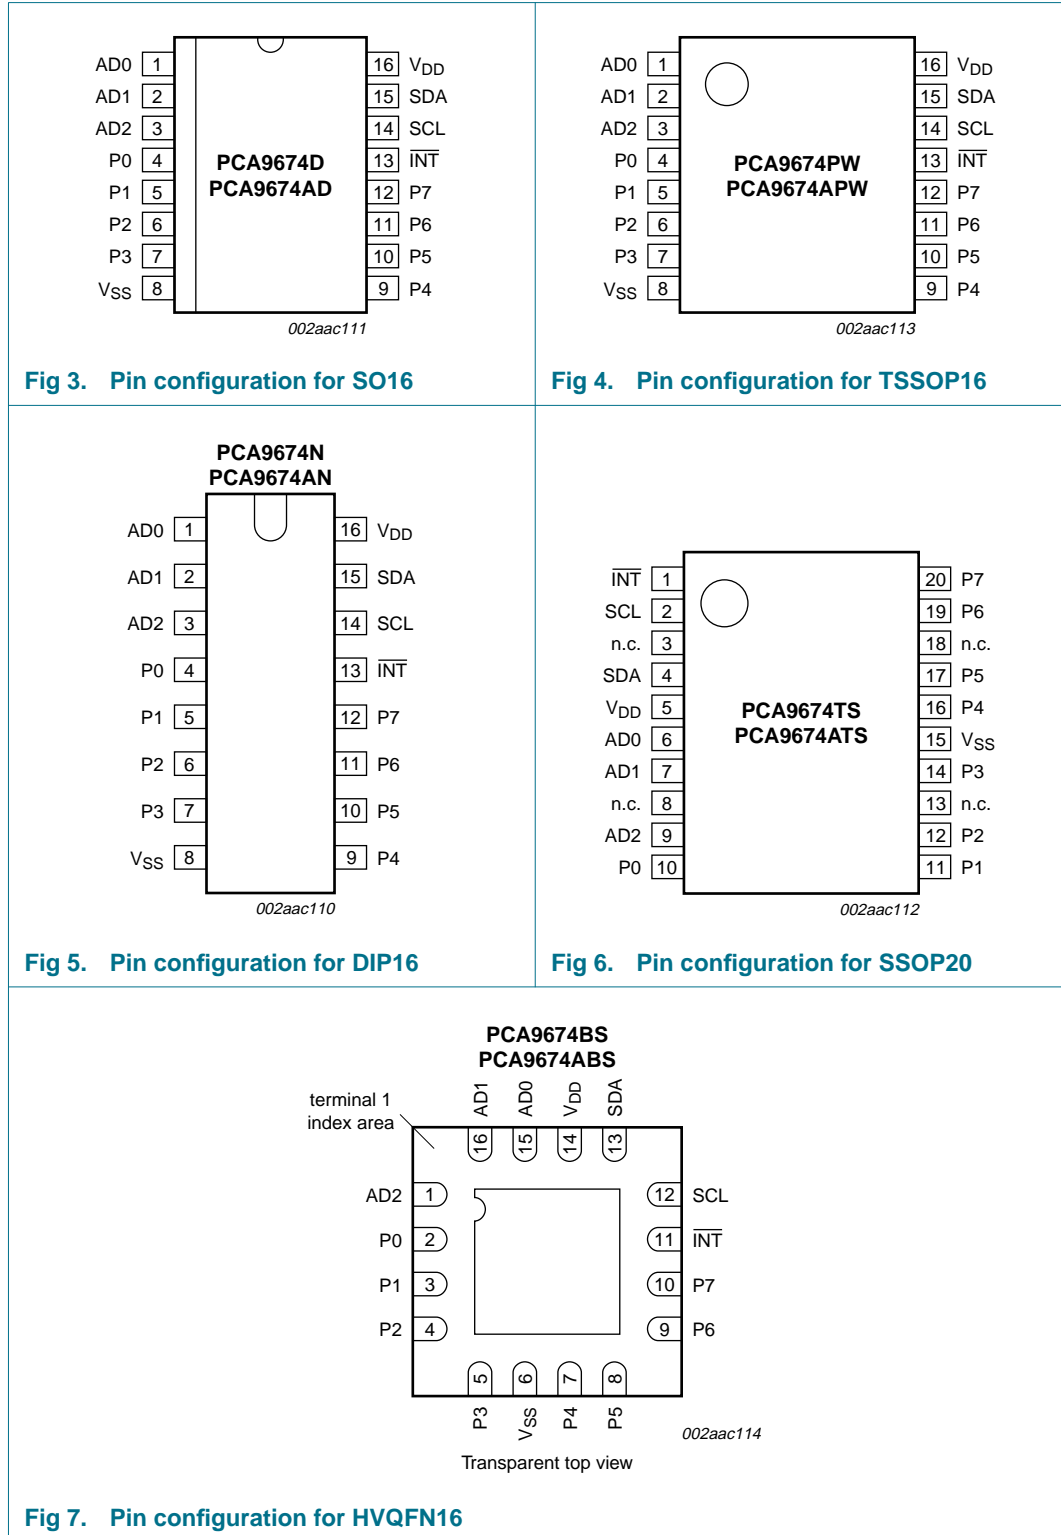 AD0 1 16 VDD
AD1 2 15 SDA
AD2 3 14 SCL
P0 4 13 INT
P1 5 12 P7
P2 6 11 P6
P3 7 10 P5
VSS 8 9 P4
PCA9674D
PCA9674AD
002aac111
Fig 3. Pin configuration for SO16
AD0 1 16 VDD
AD1 2 15 SDA
AD2 3 14 SCL
P0 4 13 INT
P1 5 12 P7
P2 6 11 P6
P3 7 10 P5
VSS 8 9 P4
PCA9674PW
PCA9674APW
002aac113
Fig 4. Pin configuration for TSSOP16
PCA9674N
PCA9674AN
AD0 1 16 VDD
AD1 2 15 SDA
AD2 3 14 SCL
P0 4 13 INT
P1 5 12 P7
P2 6 11 P6
P3 7 10 P5
VSS 8 9 P4
002aac110
Fig 5. Pin configuration for DIP16
INT 1 20 P7
SCL 2 19 P6
n.c. 3 18 n.c.
SDA 4 17 P5
VDD 5 16 P4
AD0 6 15 VSS
AD1 7 14 P3
n.c. 8 13 n.c.
AD2 9 12 P2
P0 10 11 P1
PCA9674TS
PCA9674ATS
002aac112
Fig 6. Pin configuration for SSOP20
PCA9674BS
PCA9674ABS
terminal 1
index area
AD1 AD0 VDD SDA
16 15 14 13
AD2 1 12 SCL
P0 2 11 INT
P1 3 10 P7
P2 4 9 P6
5 6 7 8
P3 VSS P4 P5
002aac114
Transparent top view
Fig 7. Pin configuration for HVQFN16